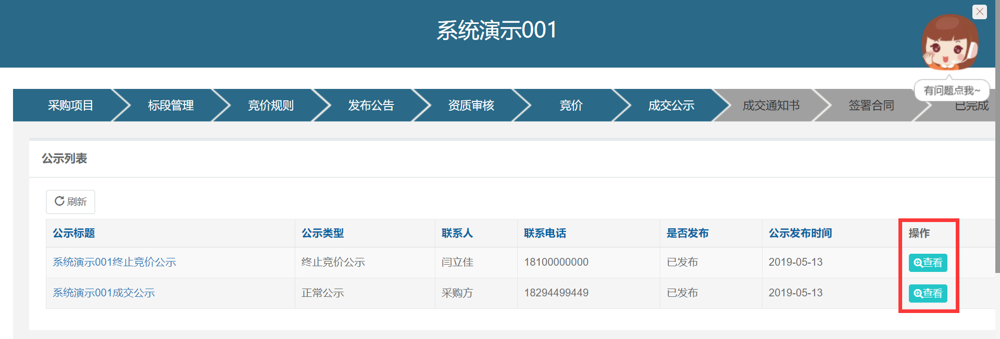 系统演示001
有问题点我~
采购项目 标段管理 竞价规则 发布公告 资质审核 竞价 成交公示 成交通知书 签署合同 已完成
公示列表
刷新
公示标题 公示类型 联系人 联系电话 是否发布 公示发布时间 操作
系统演示001终止竞价公示 终止竞价公示 闫立佳 18100000000 已发布 2019-05-13 查看
系统演示001成交公示 正常公示 采购方 18294499449 已发布 2019-05-13 查看